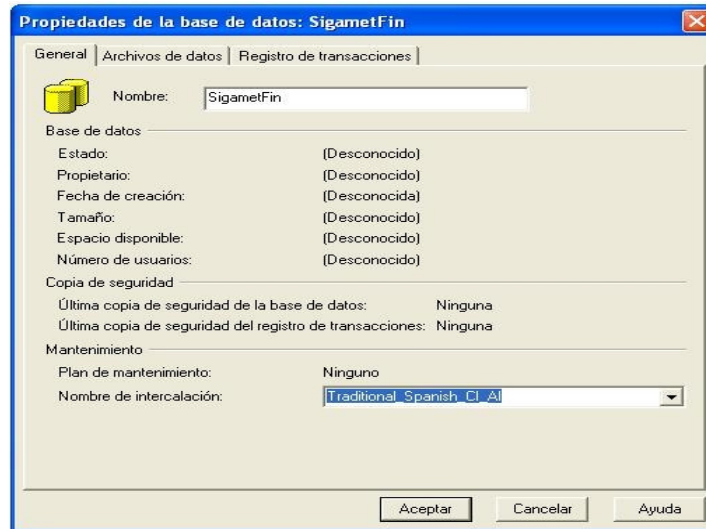 Propiedades de la base de datos: SigametFin
General Archivos de datos Registro de transacciones
Nombre: SigametFin
Base de datos
Estado: (Desconocido)
Propietario: (Desconocido)
Fecha de creación: (Desconocida)
Tamaño: (Desconocido)
Espacio disponible: (Desconocido)
Número de usuarios: (Desconocido)
Copia de seguridad
Última copia de seguridad de la base de datos: Ninguna
Última copia de seguridad del registro de transacciones: Ninguna
Mantenimiento
Plan de mantenimiento: Ninguno
Nombre de intercalación: Traditional_Spanish_CI_AI
Aceptar Cancelar Ayuda